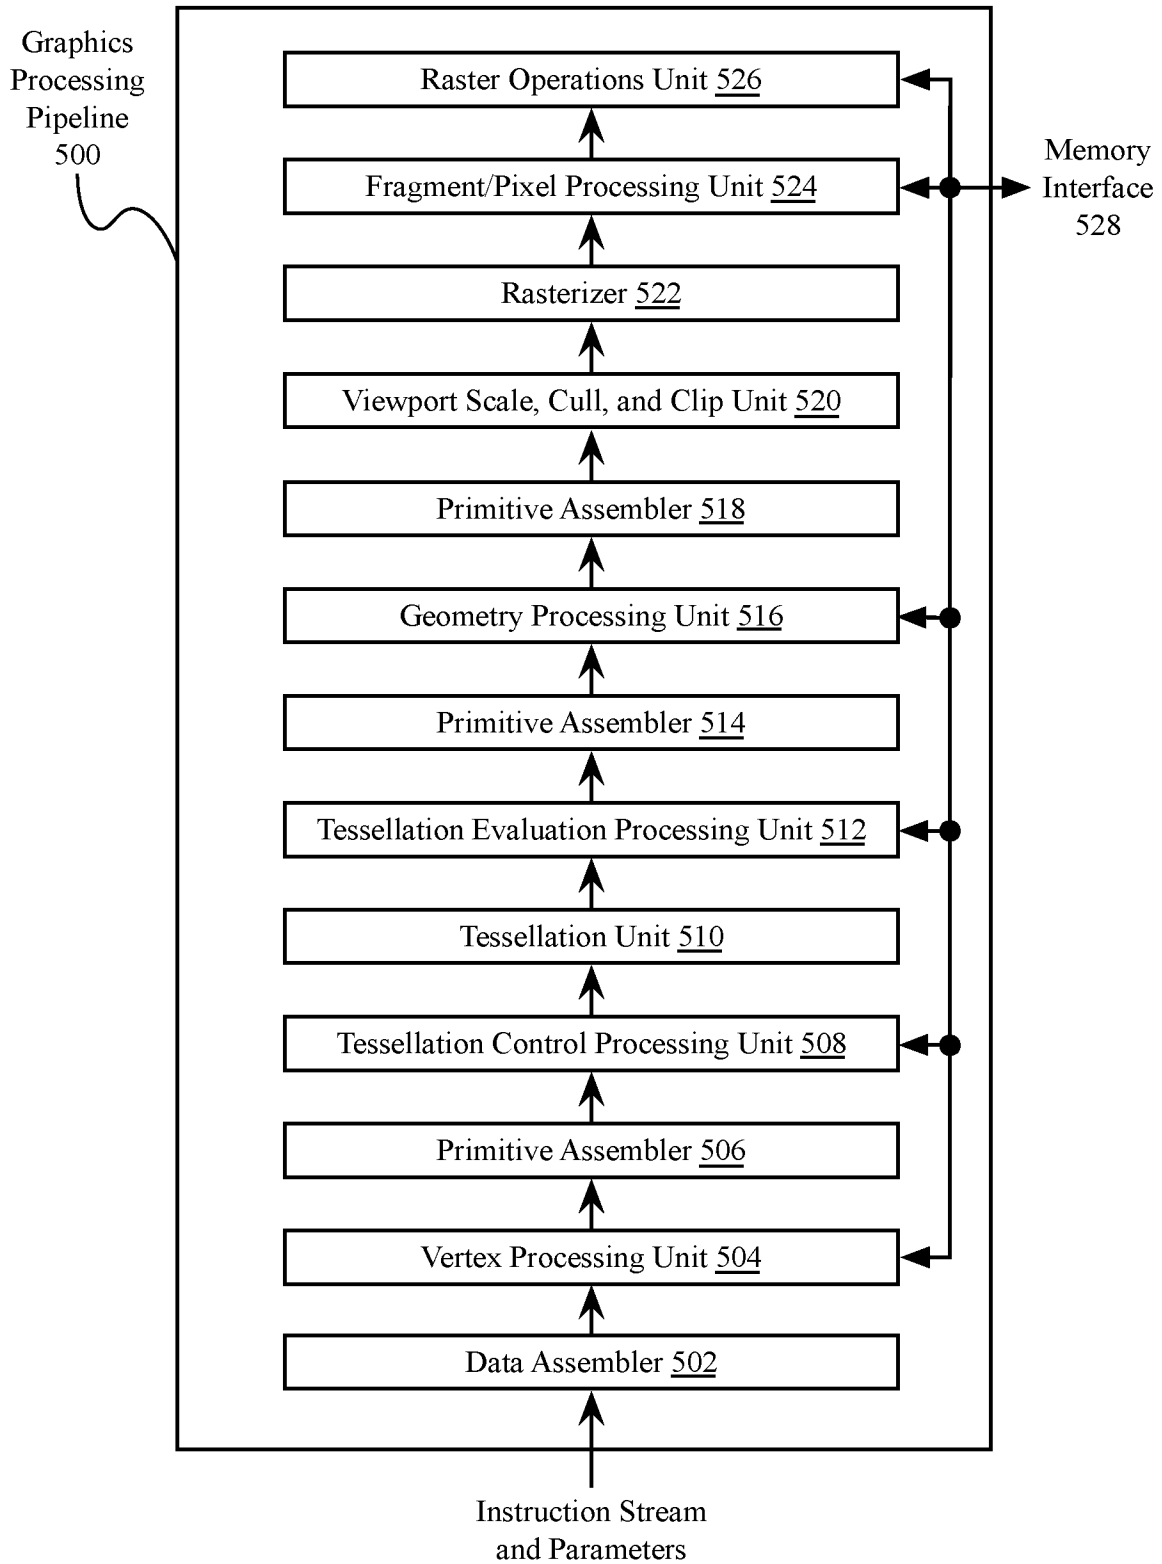 Graphics
Processing
Pipeline
500
Raster Operations Unit 526
Memory
Interface
528
Fragment/Pixel Processing Unit 524
Rasterizer 522
Viewport Scale, Cull, and Clip Unit 520
Primitive Assembler 518
Geometry Processing Unit 516
Primitive Assembler 514
Tessellation Evaluation Processing Unit 512
Tessellation Unit 510
Tessellation Control Processing Unit 508
Primitive Assembler 506
Vertex Processing Unit 504
Data Assembler 502
Instruction Stream
and Parameters